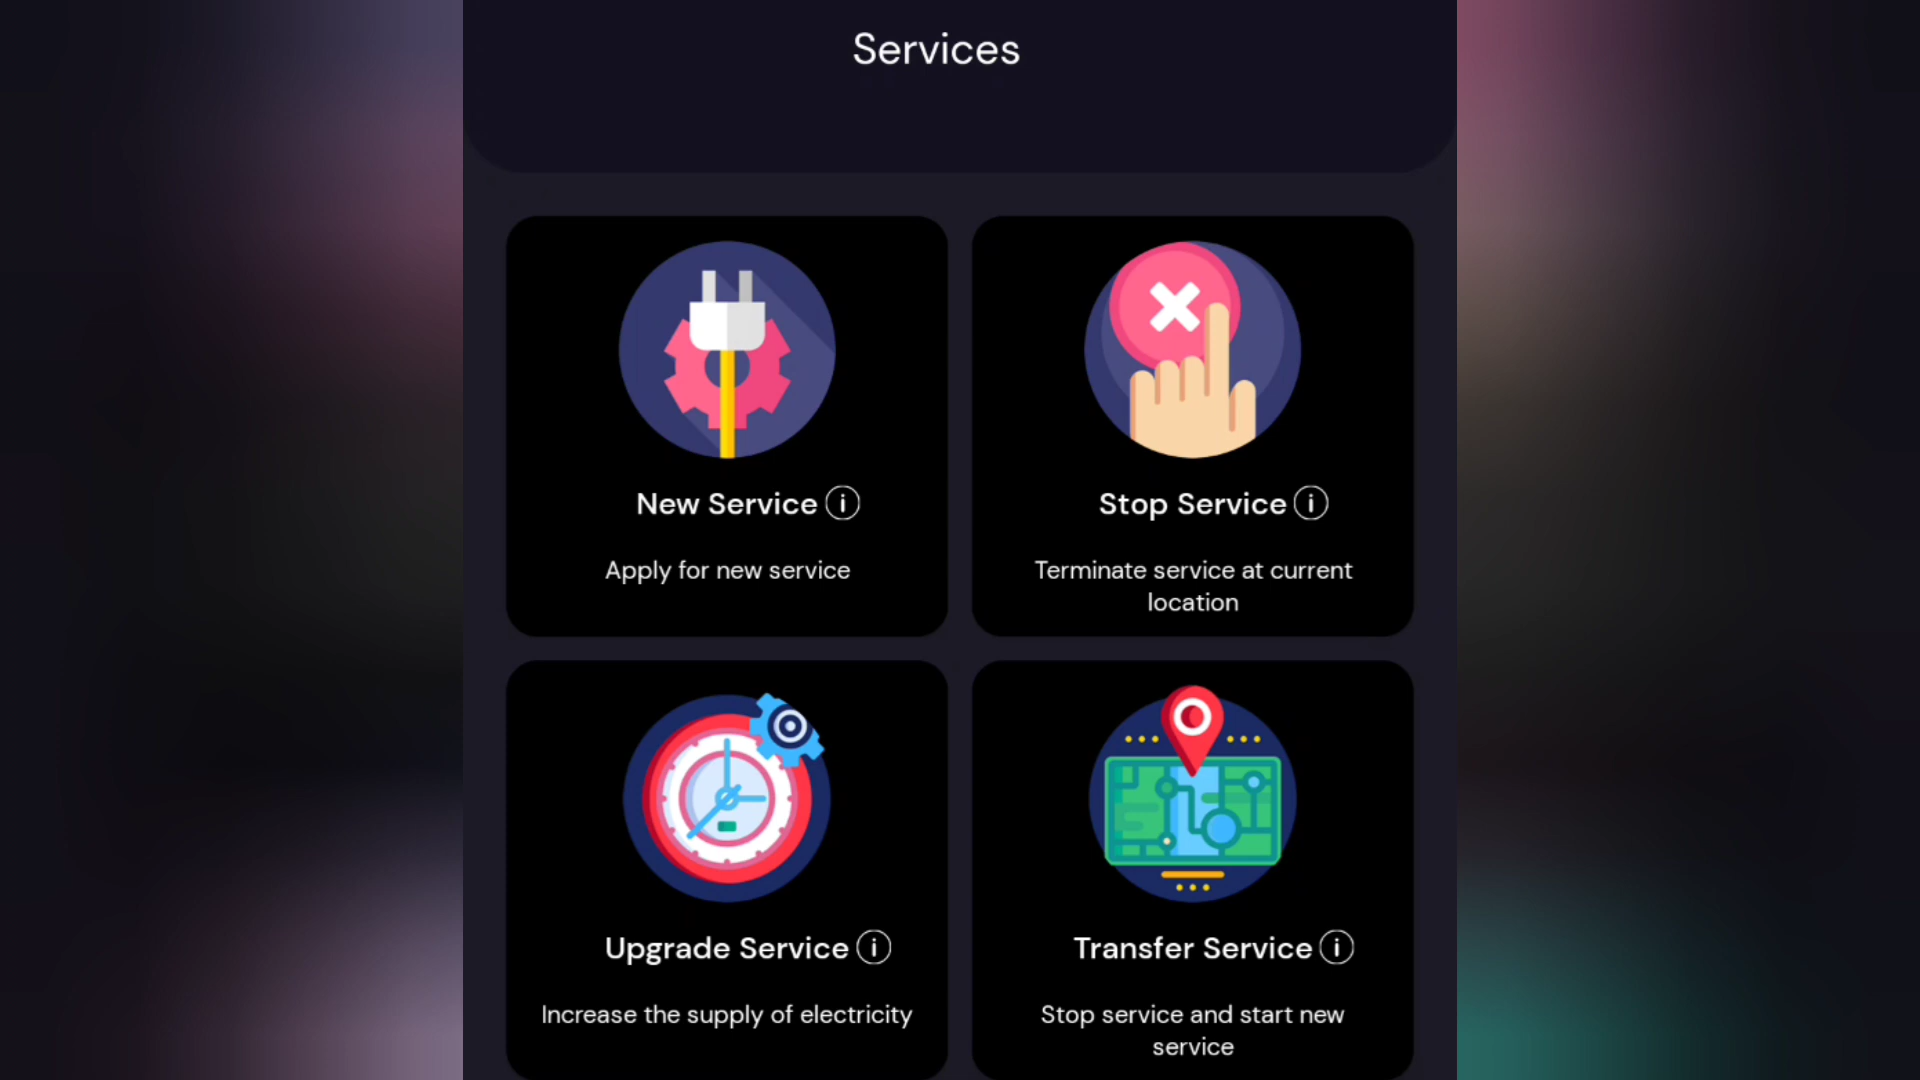 Services
New Service
Stop Service
Apply for new service
Terminate service at current
location
Upgrade Service
Transfer Service
Increase the supply of electricity
Stop service and start new
service